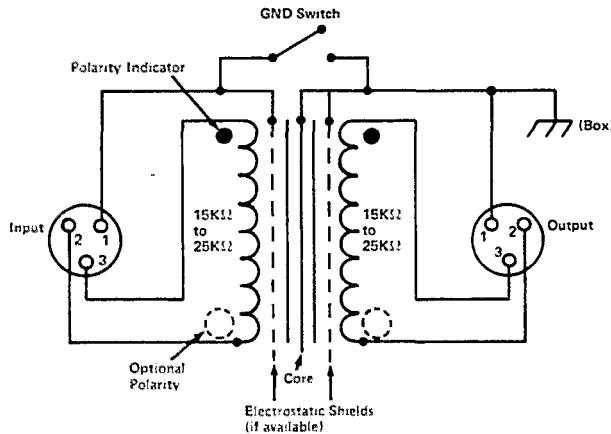 GND Switch
Polarity Indicator
(Box)
Input
2
1
3
15KΩ
to
25KΩ
15KΩ
to
25KΩ
1
2
3
Output
Optional
Polarity
Core
Electrostatic Shields
(if available)